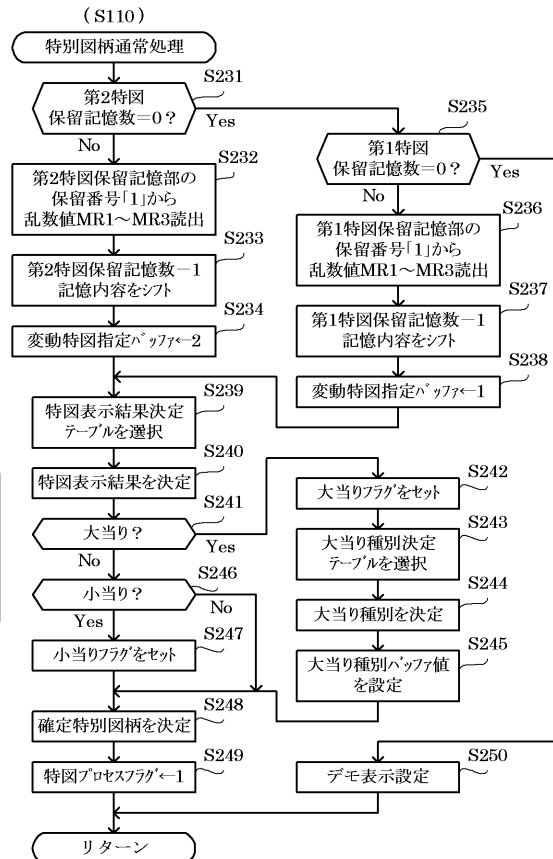 (S110)
特別図柄通常処理
S231
第2特図
保留記憶数=0?
Yes
No
S235
第1特図
保留記憶数=0?
Yes
No
S232
第2特図保留記憶部の
保留番号「1」から
乱数値MR1～MR3読出
S236
第1特図保留記憶部の
保留番号「1」から
乱数値MR1～MR3読出
S233
第2特図保留記憶数−1
記憶内容をシフト
S237
第1特図保留記憶数−1
記憶内容をシフト
S234
変動特図指定バッファ←2
S238
変動特図指定バッファ←1
S239
特図表示結果決定
テーブルを選択
S240
特図表示結果を決定
S241
大当り?
Yes
No
S242
大当りフラグをセット
S243
大当り種別決定
テーブルを選択
S244
大当り種別を決定
S245
大当り種別バッファ値
を設定
S246
小当り?
No
Yes
S247
小当りフラグをセット
S248
確定特別図柄を決定
S249
特図プロセスフラグ←1
S250
デモ表示設定
リターン